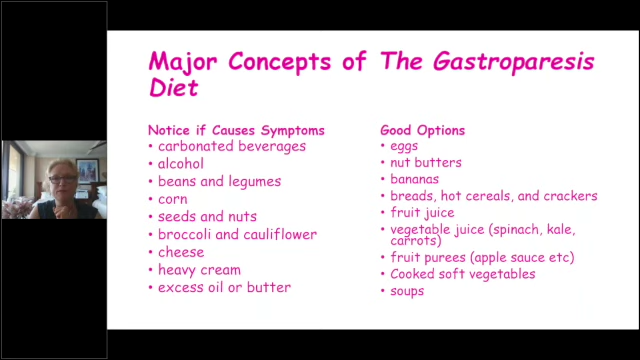 Major Concepts of The Gastroparesis
Diet
Notice if Causes Symptoms
• carbonated beverages
• alcohol
• beans and legumes
• corn
• seeds and nuts
• broccoli and cauliflower
• cheese
• heavy cream
• excess oil or butter
Good Options
• eggs
• nut butters
• bananas
• breads, hot cereals, and crackers
• fruit juice
• vegetable juice (spinach, kale,
carrots)
• fruit purees (apple sauce etc)
• Cooked soft vegetables
• soups